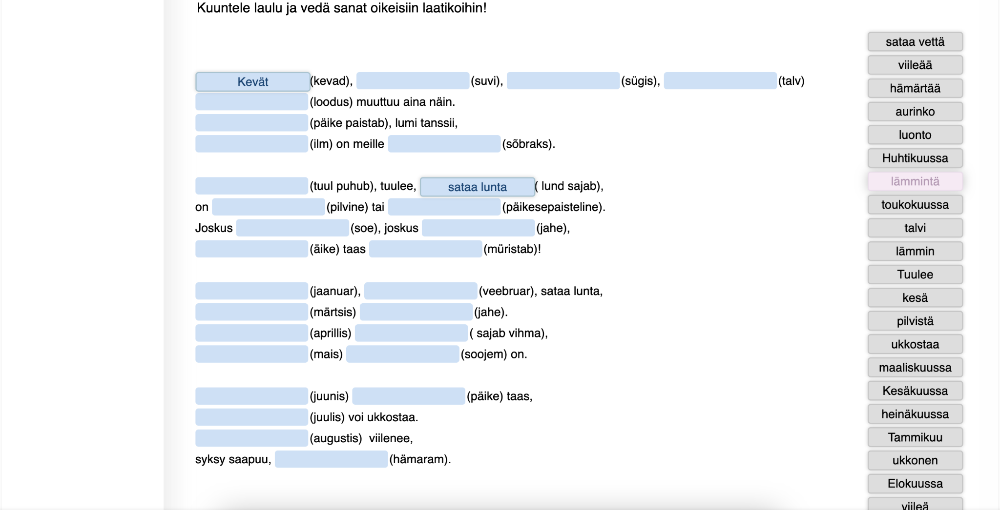 Kuuntele laulu ja vedä sanat oikeisiin laatikoihin!
Kevät (kevad), (suvi), (sügis), (talv)
(loodus) muuttuu aina näin.
(päike paistab), lumi tanssii,
(ilm) on meille (sõbraks).
(tuul puhub), tuulee, sataa lunta ( lund sajab),
on (pilvine) tai (päikesepaisteline).
Joskus (soe), joskus (jahe),
(äike) taas (müristab)!
(jaanuar), (veebruar), sataa lunta,
(märtsis) (jahe).
(aprillis) ( sajab vihma),
(mais) (soojem) on.
(juunis) (päike) taas,
(juulis) voi ukkostaa.
(augustis) viilenee,
syksy saapuu, (hämaram).
sataa vettä
viileää
hämärtää
aurinko
luonto
Huhtikuussa
lämmintä
toukokuussa
talvi
lämmin
Tuulee
kesä
pilvistä
ukkostaa
maaliskuussa
Kesäkuussa
heinäkuussa
Tammikuu
ukkonen
Elokuussa
viileä